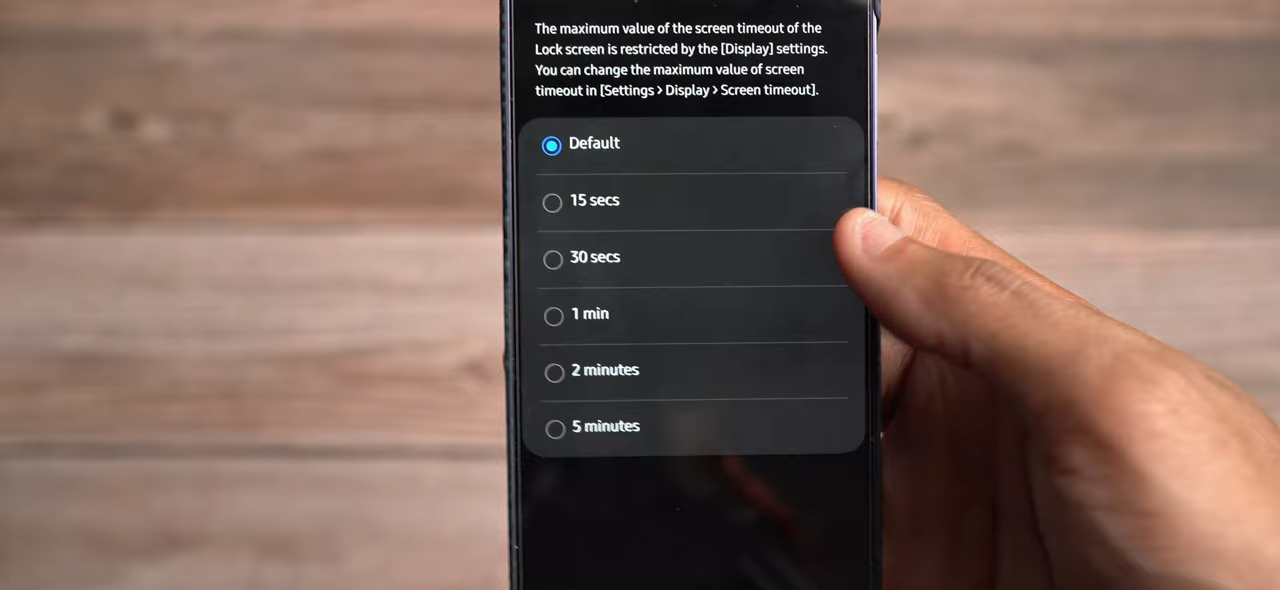 The maximum value of the screen timeout of the
Lock screen is restricted by the [Display] settings.
You can change the maximum value of screen
timeout in [Settings > Display > Screen timeout].
Default
15 secs
30 secs
1 min
2 minutes
5 minutes